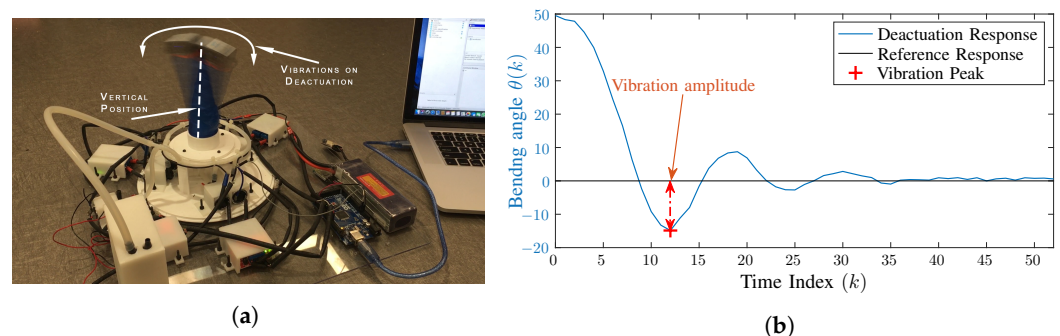 VIBRATIONS ON
DEACTUATION
VERTICAL
POSITION
(a)
Bendng angle θ(k)
50
40
30
20
10
0
−10
−20
Deactuation Response
Reference Response
Vibration Peak
Vibration amplitude
0 5 10 15 20 25 30 35 40 45 50
Time Index (k)
(b)